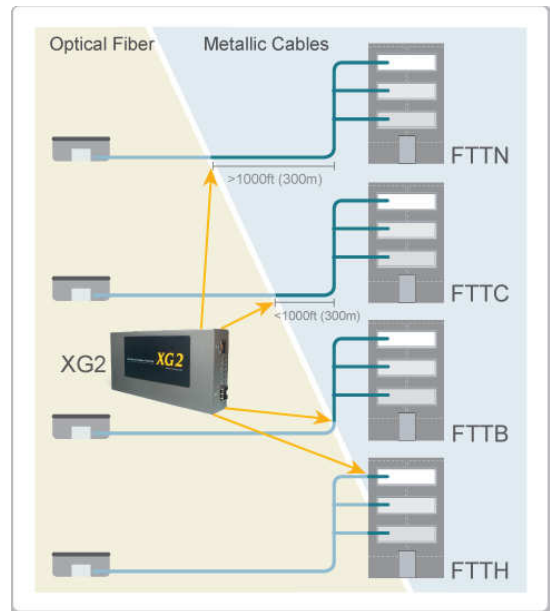 Optical Fiber
Metallic Cables
FTTN
>1000ft (300m)
FTTC
<1000ft (300m)
XG2
XG2
FTTB
FTTH